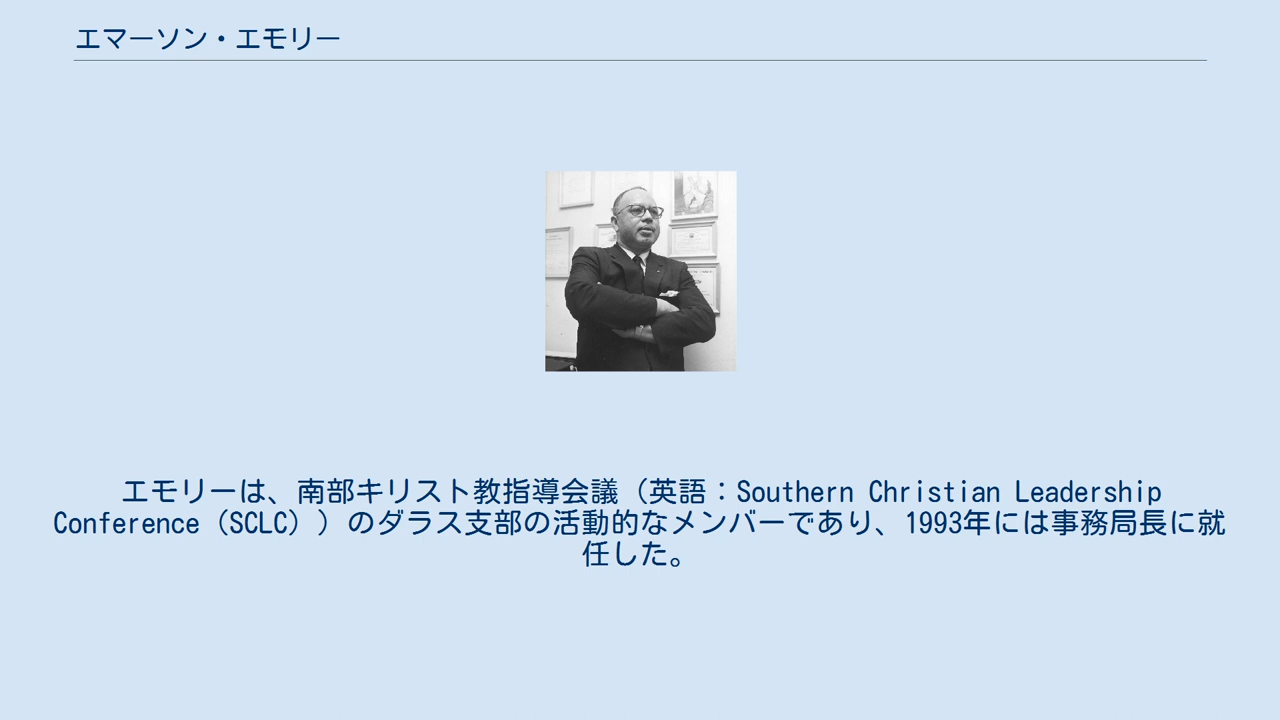 エマーソン・エモリー
エモリーは、南部キリスト教指導会議（英語：Southern Christian Leadership
Conference（SCLC））のダラス支部の活動的なメンバーであり、1993年には事務局長に就
任した。